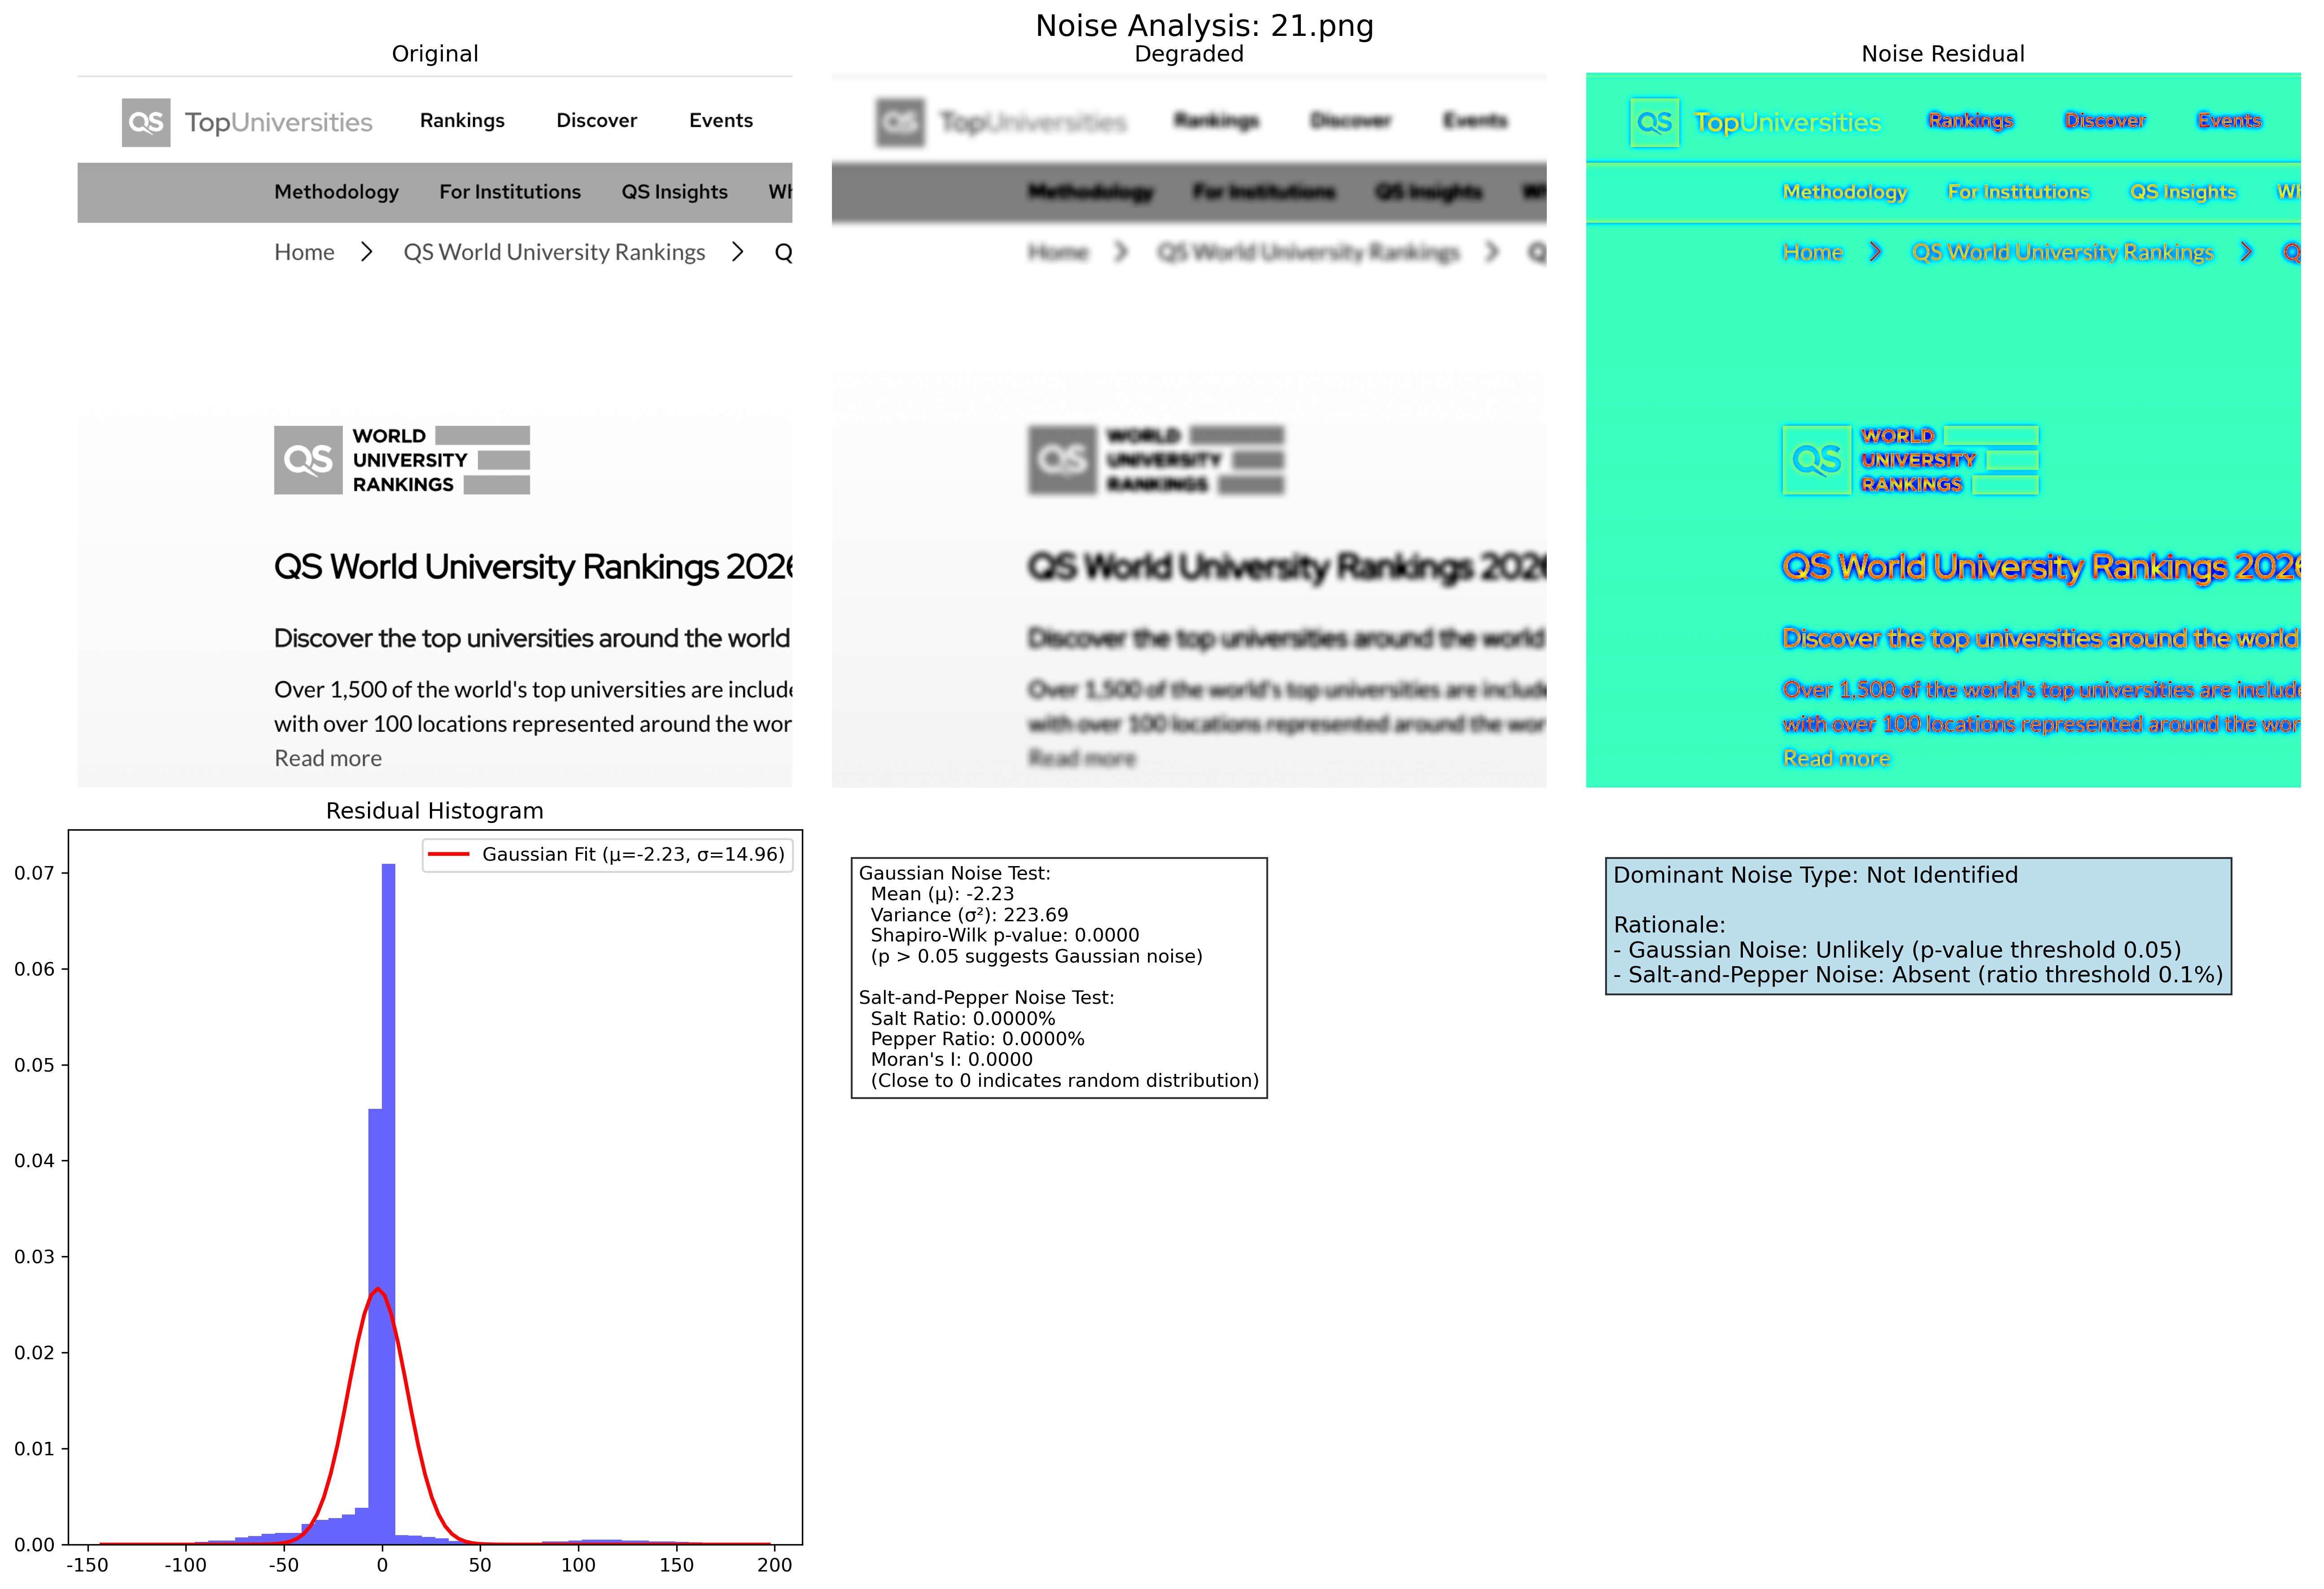 Noise Analysis: 21.png
Original
QS TopUniversities Rankings Discover Events
Methodology For Institutions QS Insights Wh
Home > QS World University Rankings > Q
QS WORLD
UNIVERSITY
RANKINGS
QS World University Rankings 2026
Discover the top universities around the world
Over 1,500 of the world's top universities are include
with over 100 locations represented around the wor
Read more
Degraded
QS TopUniversities Rankings Discover Events
Methodology For Institutions QS Insights Wh
Home > QS World University Rankings > Q
QS WORLD
UNIVERSITY
RANKINGS
QS World University Rankings 2026
Discover the top universities around the world
Over 1,500 of the world's top universities are include
with over 100 locations represented around the wor
Read more
Noise Residual
QS TopUniversities Rankings Discover Events
Methodology For Institutions QS Insights Wh
Home > QS World University Rankings > Q
QS WORLD
UNIVERSITY
RANKINGS
QS World University Rankings 2026
Discover the top universities around the world
Over 1,500 of the world's top universities are include
with over 100 locations represented around the wor
Read more
Residual Histogram
Gaussian Fit (μ=-2.23, σ=14.96)
0.07
0.06
0.05
0.04
0.03
0.02
0.01
0.00
-150 -100 -50 0 50 100 150 200
Gaussian Noise Test:
Mean (μ): -2.23
Variance (σ²): 223.69
Shapiro-Wilk p-value: 0.0000
(p > 0.05 suggests Gaussian noise)
Salt-and-Pepper Noise Test:
Salt Ratio: 0.0000%
Pepper Ratio: 0.0000%
Moran's I: 0.0000
(Close to 0 indicates random distribution)
Dominant Noise Type: Not Identified
Rationale:
- Gaussian Noise: Unlikely (p-value threshold 0.05)
- Salt-and-Pepper Noise: Absent (ratio threshold 0.1%)